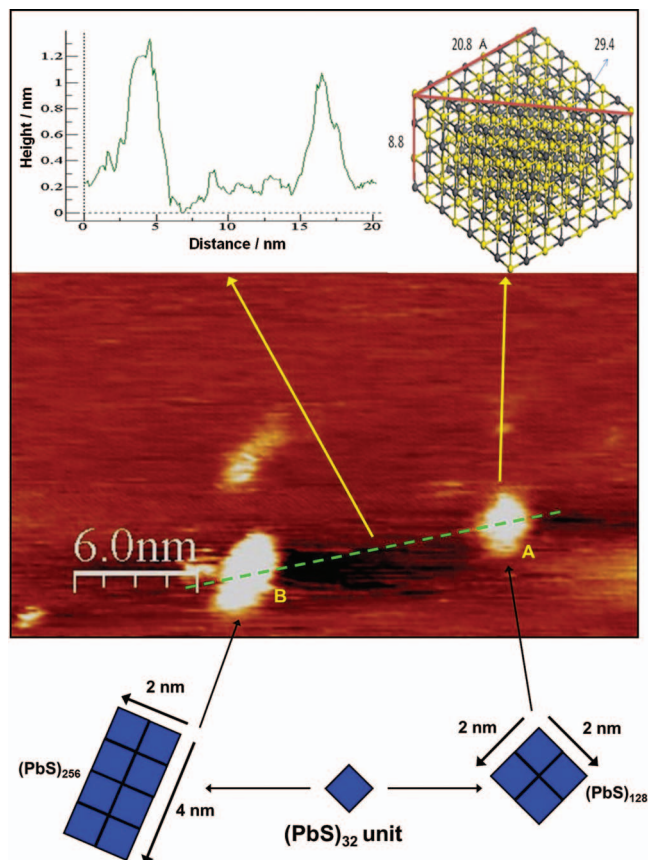 Height / nm
1.2
1
0.8
0.6
0.4
0.2
0
0
5
10
15
20
Distance / nm
20.8 A
29.4
8.8
6.0nm
A
B
2 nm
(PbS)256
4 nm
(PbS)32 unit
2 nm
2 nm
(PbS)128